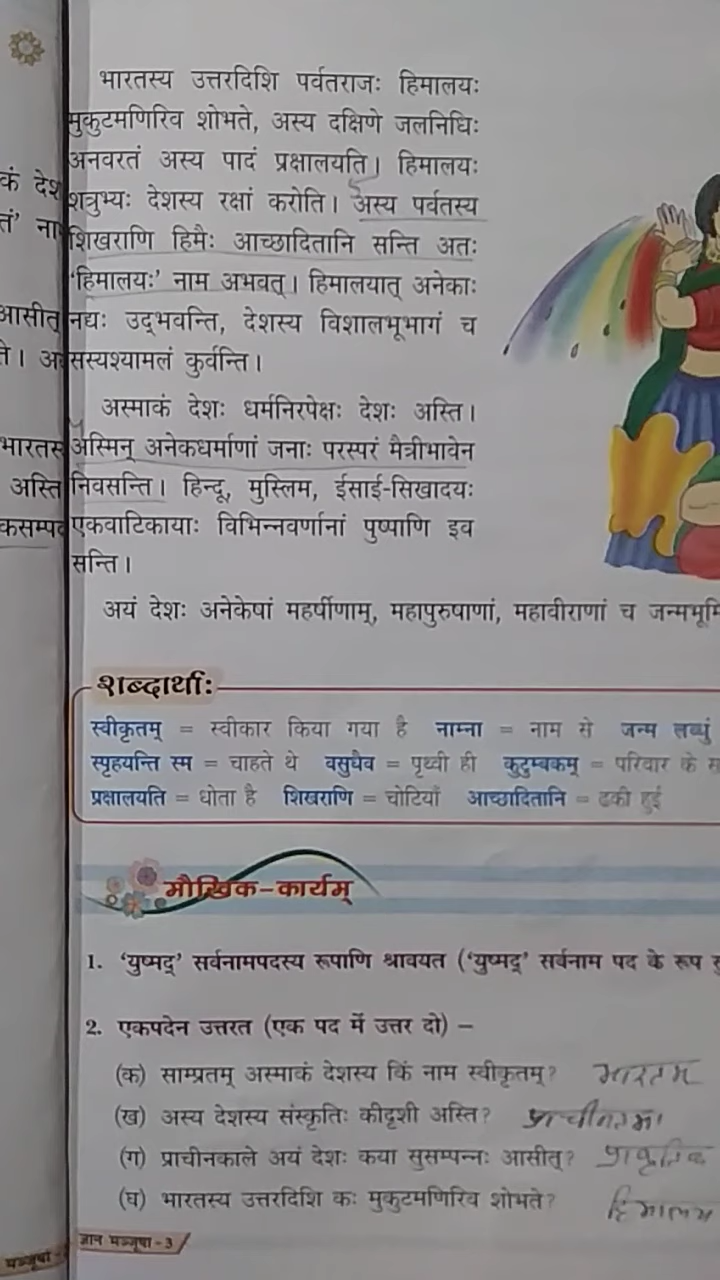 भारतस्य उत्तरदिशि पर्वतराजः हिमालयः
मुकुटमणिरिव शोभते, अस्य दक्षिणे जलनिधिः
अनवरतं अस्य पादं प्रक्षालयति। हिमालयः
शत्रुभ्यः देशस्य रक्षां करोति। अस्य पर्वतस्य
शिखराणि हिमैः आच्छादितानि सन्ति अतः
'हिमालयः' नाम अभवत्। हिमालयात् अनेकाः
नद्यः उद्भवन्ति, देशस्य विशालभूभागं च
सस्यश्यामलं कुर्वन्ति।
अस्माकं देशः धर्मनिरपेक्षः देशः अस्ति।
अस्मिन् अनेकधर्माणां जनाः परस्परं मैत्रीभावेन
निवसन्ति। हिन्दू, मुस्लिम, ईसाई-सिखादयः
एकवाटिकायाः विभिन्नवर्णानां पुष्पाणि इव
सन्ति।
अयं देशः अनेकेषां महर्षीणाम्, महापुरुषाणां, महावीराणां च जन्मभूमि
शब्दार्थाः
स्वीकृतम् = स्वीकार किया गया है नाम्ना = नाम से जन्म लब्धुं
स्पृहयन्ति स्म = चाहते थे वसुधैव = पृथ्वी ही कुटुम्बकम् = परिवार के
प्रक्षालयति = धोता है शिखराणि = चोटियाँ आच्छादितानि = ढकी हुई
मौखिक-कार्यम्
1. 'युष्मद्' सर्वनामपदस्य रूपाणि श्रावयत ('युष्मद्' सर्वनाम पद के रूप
2. एकपदेन उत्तरत (एक पद में उत्तर दो) –
(क) साम्प्रतम् अस्माकं देशस्य किं नाम स्वीकृतम्? भारतम्
(ख) अस्य देशस्य संस्कृतिः कीदृशी अस्ति? प्राचीनतमा
(ग) प्राचीनकाले अयं देशः कया सुसम्पन्नः आसीत्? प्राकृतिक
(घ) भारतस्य उत्तरदिशि कः मुकुटमणिरिव शोभते? हिमालय
ज्ञान मञ्जूषा - 3